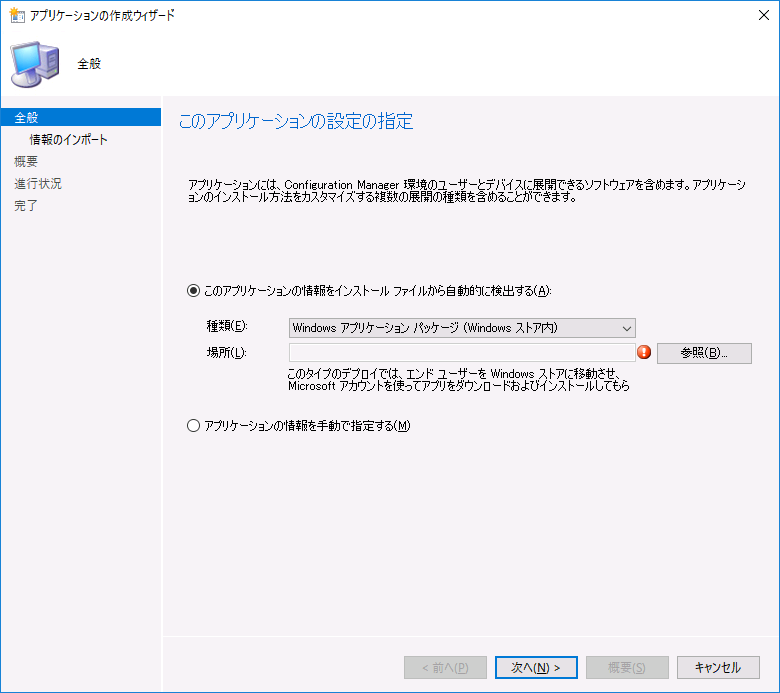 アプリケーションの作成ウィザード
全般
全般
情報のインポート
概要
進行状況
完了
このアプリケーションの設定の指定
アプリケーションには、Configuration Manager 環境のユーザーとデバイスに展開できるソフトウェアを含めます。アプリケーシ
ョンのインストール方法をカスタマイズする複数の展開の種類を含めることができます。
このアプリケーションの情報をインストール ファイルから自動的に検出する(A):
種類(E):
Windows アプリケーション パッケージ (Windows ストア内)
場所(L):
参照(B)...
このタイプのデプロイでは、エンド ユーザーを Windows ストアに移動させ、
Microsoft アカウントを使ってアプリをダウンロードおよびインストールしてもら
アプリケーションの情報を手動で指定する(M)
< 前へ(P)
次へ(N) >
概要(S)
キャンセル